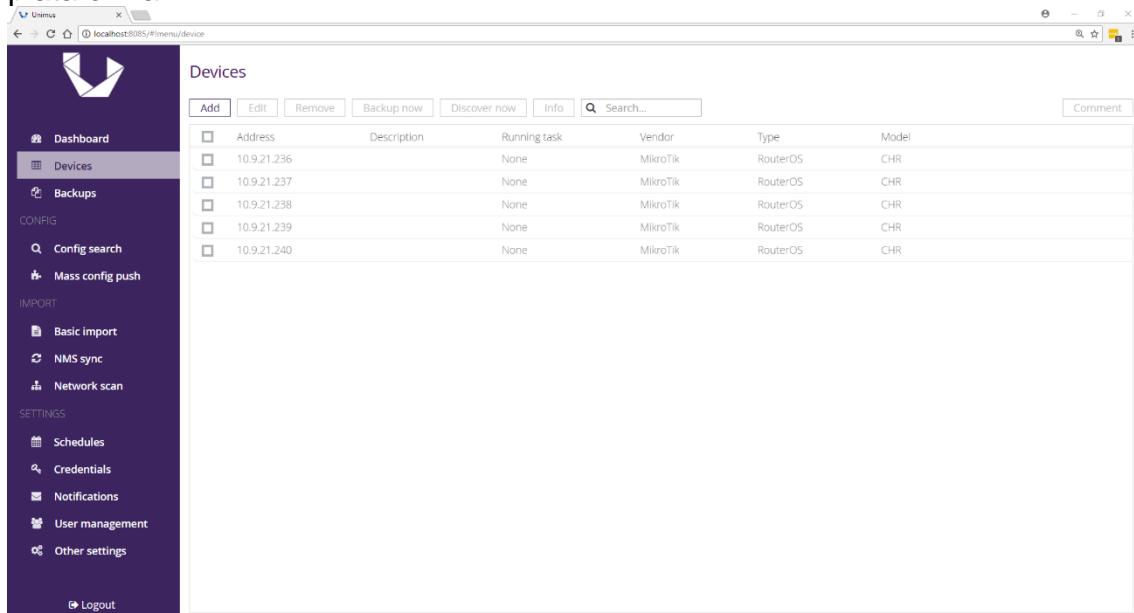 Unimus
localhost:8085/#!menu/device
Devices
Add Edit Remove Backup now Discover now Info Search... Comment
Address Description Running task Vendor Type Model
10.9.21.236 None MikroTik RouterOS CHR
10.9.21.237 None MikroTik RouterOS CHR
10.9.21.238 None MikroTik RouterOS CHR
10.9.21.239 None MikroTik RouterOS CHR
10.9.21.240 None MikroTik RouterOS CHR
Dashboard
Devices
Backups
CONFIG
Config search
Mass config push
IMPORT
Basic import
NMS sync
Network scan
SETTINGS
Schedules
Credentials
Notifications
User management
Other settings
Logout